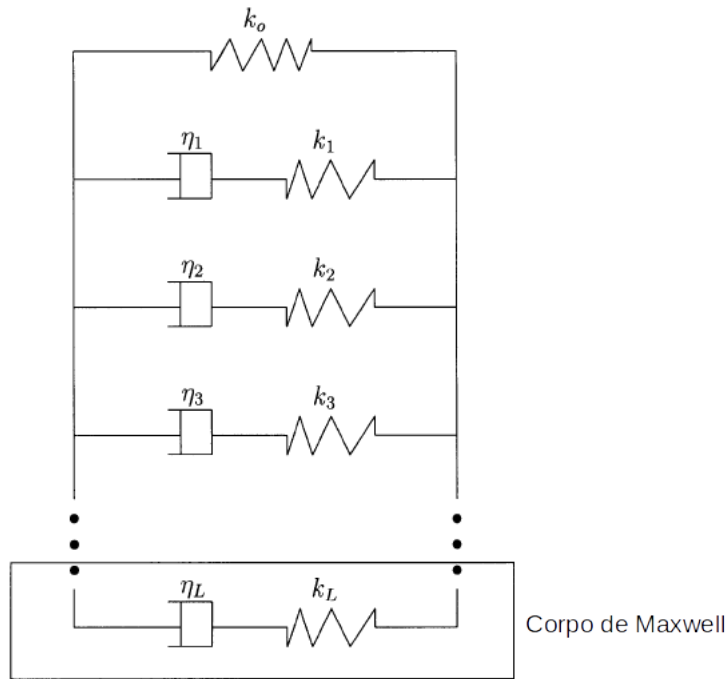 k_o
η_1
k_1
η_2
k_2
η_3
k_3
η_L
k_L
Corpo de Maxwell